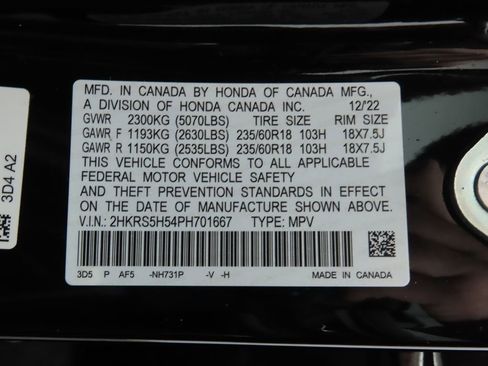 MFD. IN CANADA BY HONDA OF CANADA MFG.,
A DIVISION OF HONDA CANADA INC. 12/22
GVWR 2300KG (5070LBS) TIRE SIZE RIM SIZE
GAWR F 1193KG (2630LBS) 235/60R18 103H 18X7.5J
GAWR R 1150KG (2535LBS) 235/60R18 103H 18X7.5J
THIS VEHICLE CONFORMS TO ALL APPLICABLE
FEDERAL MOTOR VEHICLE SAFETY
AND THEFT PREVENTION STANDARDS IN EFFECT
ON THE DATE OF MANUFACTURE SHOWN ABOVE.
V.I.N.: 2HKRS5H54PH701667 TYPE: MPV
3D5 P AF5 -NH731P -V -H MADE IN CANADA
3D4 A2